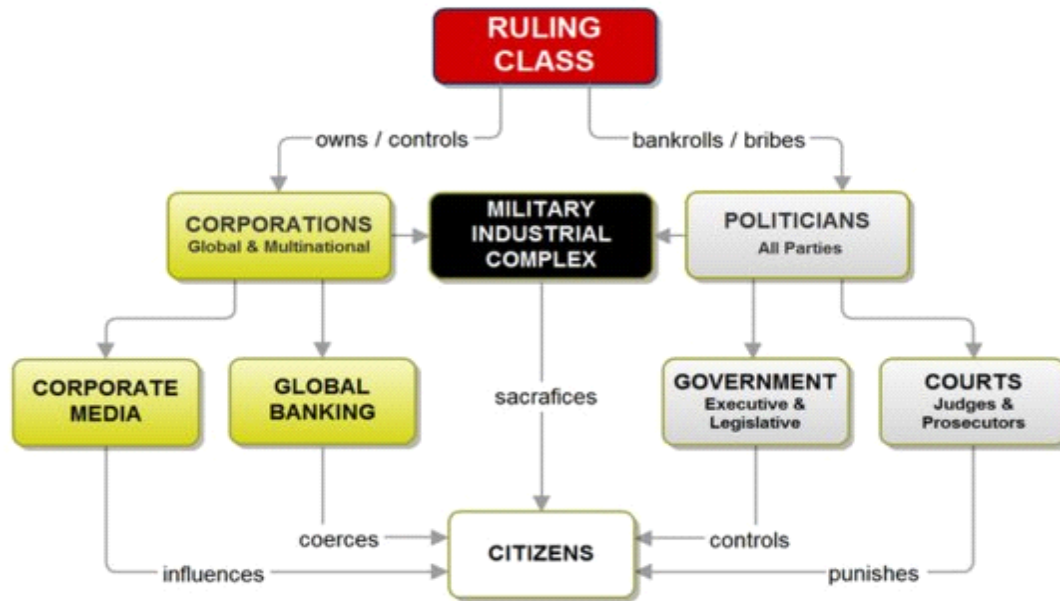 RULING
CLASS
owns / controls
bankrolls / bribes
CORPORATIONS
Global & Multinational
MILITARY
INDUSTRIAL
COMPLEX
POLITICIANS
All Parties
CORPORATE
MEDIA
GLOBAL
BANKING
sacrafices
GOVERNMENT
Executive &
Legislative
COURTS
Judges &
Prosecutors
coerces
CITIZENS
controls
influences
punishes